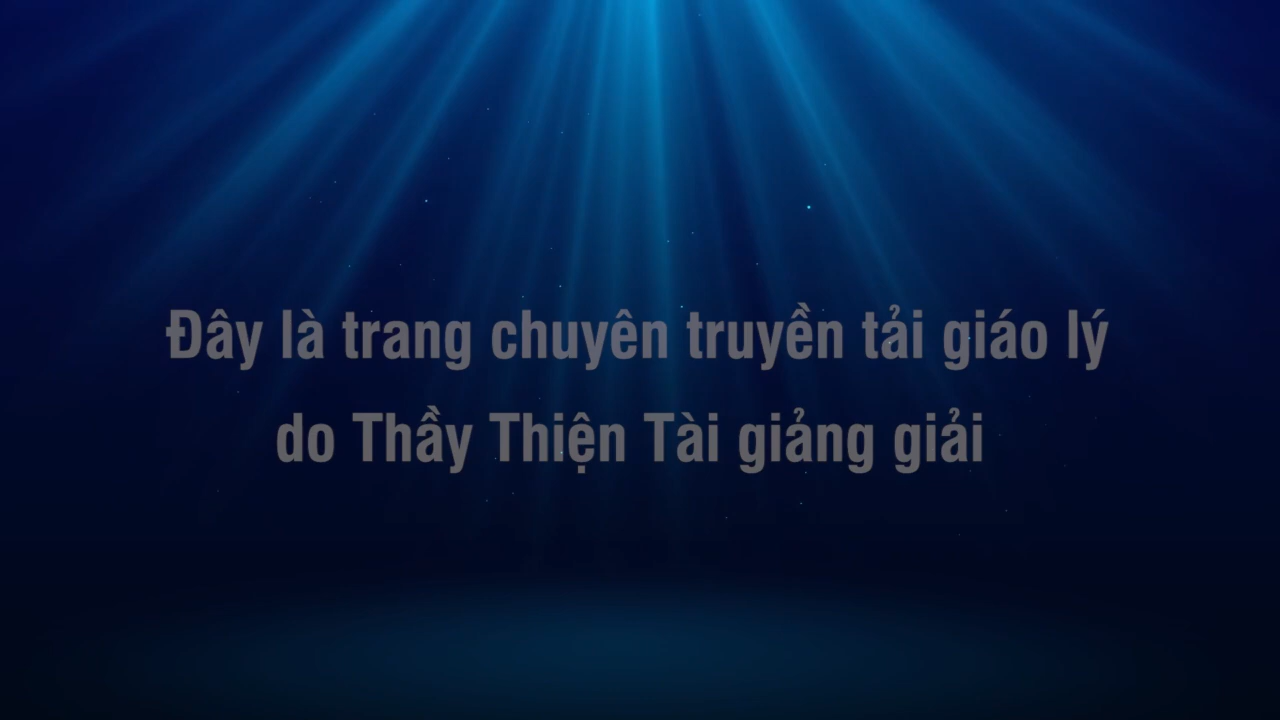 Đây là trang chuyên truyền tải giáo lý
do Thầy Thiện Tài giảng giải